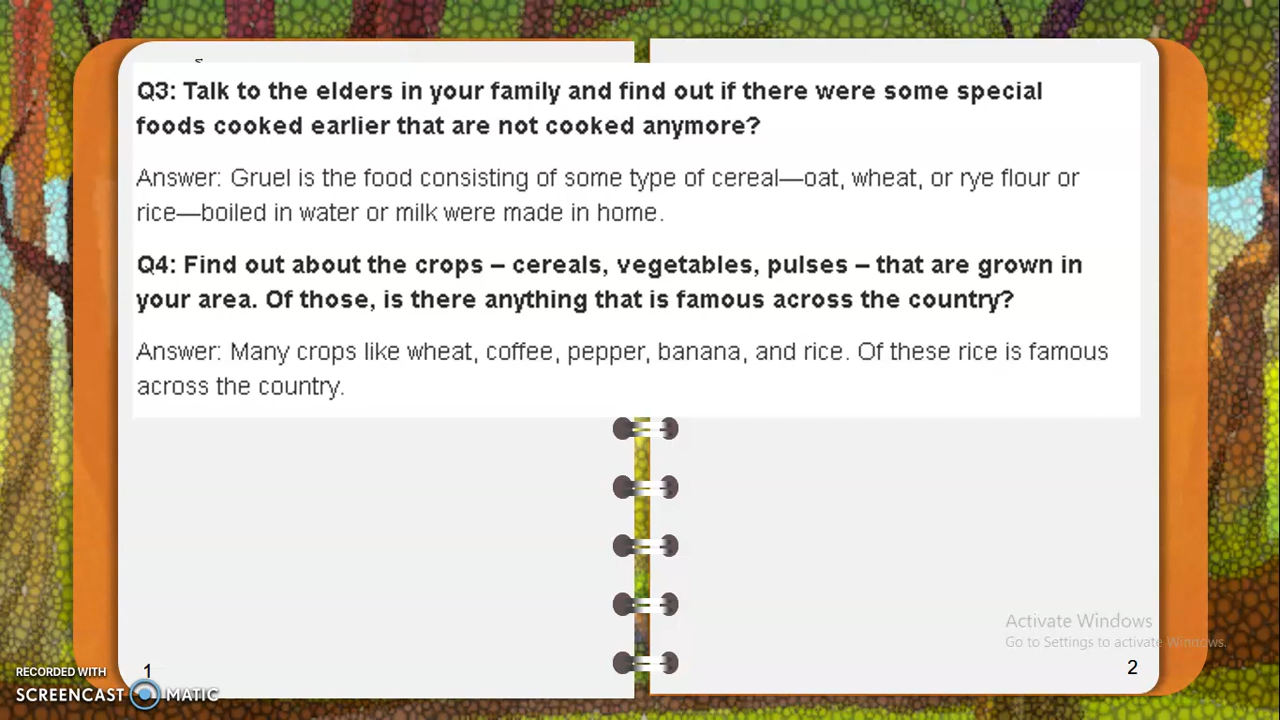 Q3: Talk to the elders in your family and find out if there were some special
foods cooked earlier that are not cooked anymore?
Answer: Gruel is the food consisting of some type of cereal—oat, wheat, or rye flour or
rice—boiled in water or milk were made in home.
Q4: Find out about the crops – cereals, vegetables, pulses – that are grown in
your area. Of those, is there anything that is famous across the country?
Answer: Many crops like wheat, coffee, pepper, banana, and rice. Of these rice is famous
across the country.
Activate Windows
Go to Settings to activate Windows.
1
2
RECORDED WITH
SCREENCAST MATIC